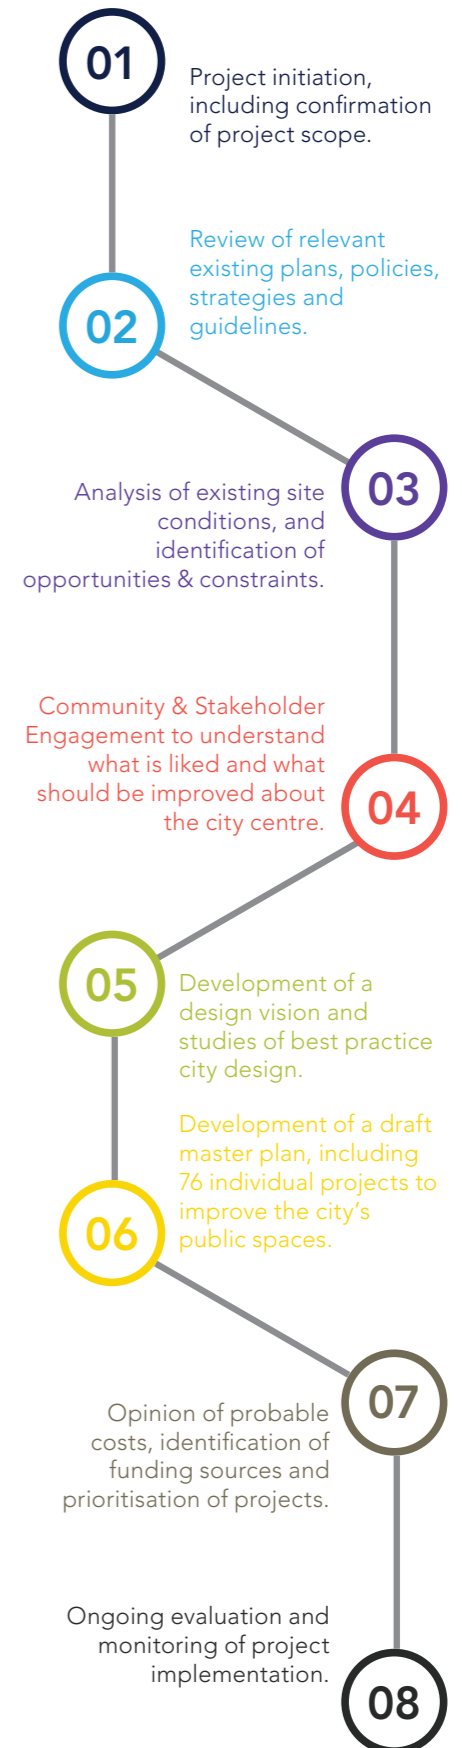 01
Project initiation,
including confirmation
of project scope.
Review of relevant
existing plans, policies,
strategies and
guidelines.
02
03
Analysis of existing site
conditions, and
identification of
opportunities & constraints.
Community & Stakeholder
Engagement to understand
what is liked and what
should be improved about
the city centre.
04
05
Development of a
design vision and
studies of best practice
city design.
Development of a draft
master plan, including
76 individual projects to
improve the city’s
public spaces.
06
07
Opinion of probable
costs, identification of
funding sources and
prioritisation of projects.
Ongoing evaluation and
monitoring of project
implementation.
08